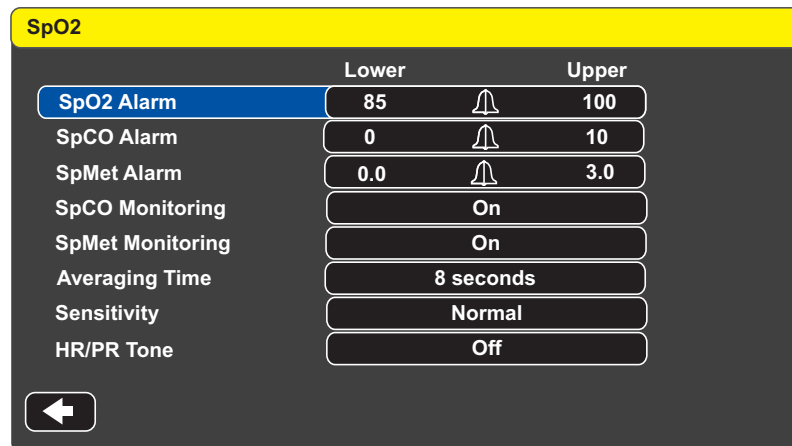 SpO2
Lower Upper
SpO2 Alarm 85 100
SpCO Alarm 0 10
SpMet Alarm 0.0 3.0
SpCO Monitoring On
SpMet Monitoring On
Averaging Time 8 seconds
Sensitivity Normal
HR/PR Tone Off